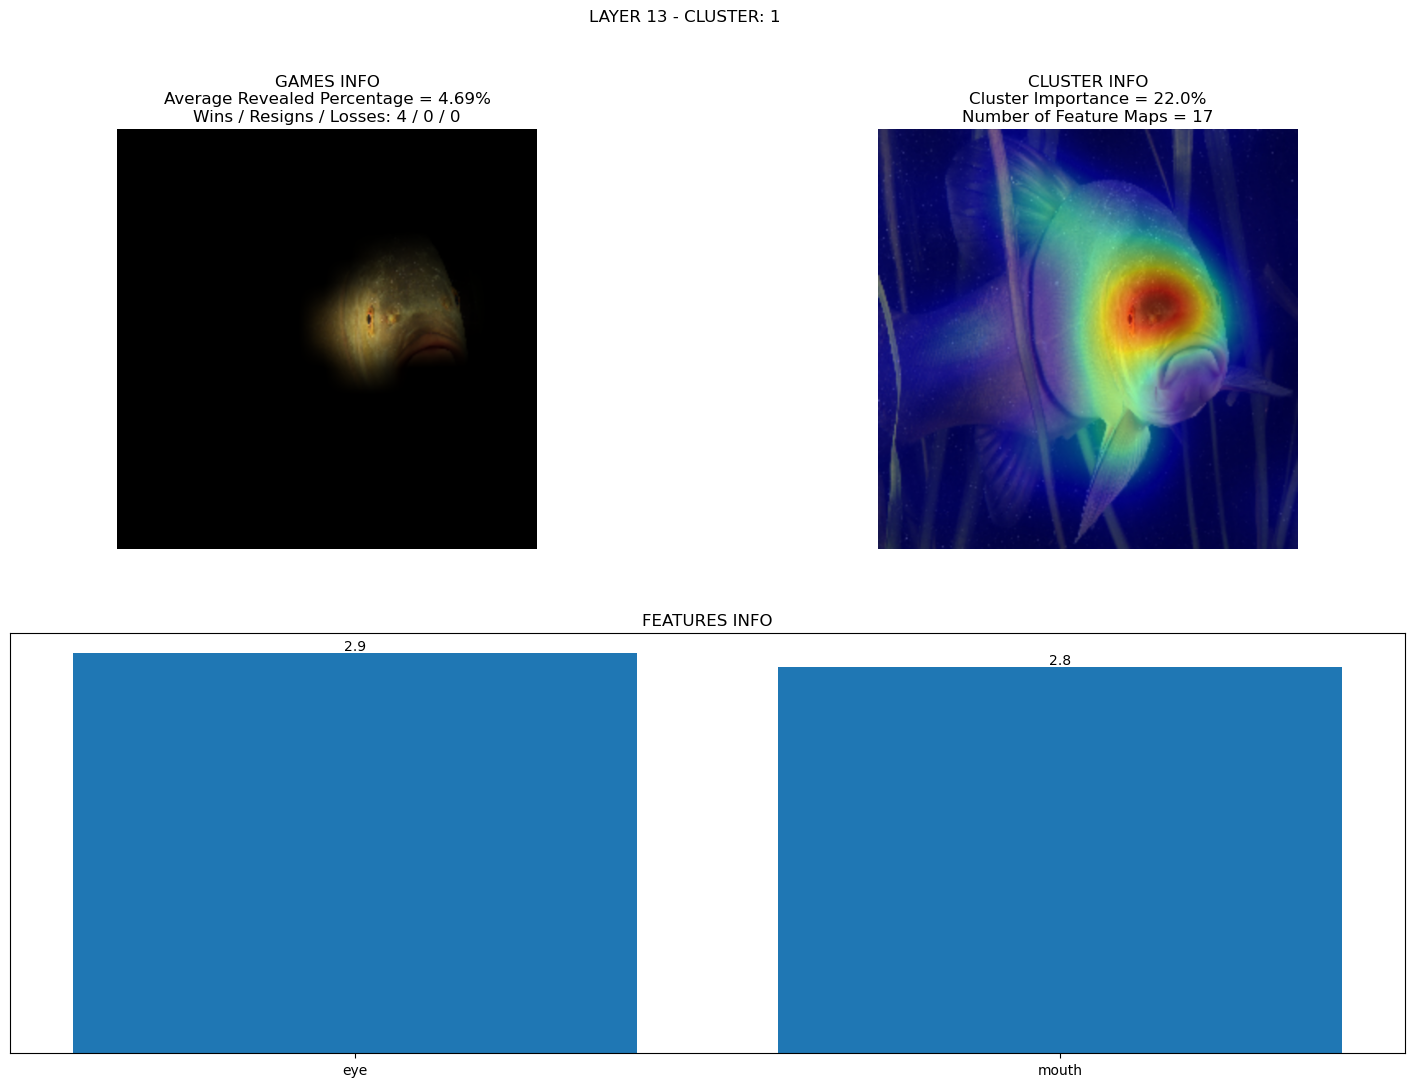 LAYER 13 - CLUSTER: 1
GAMES INFO
Average Revealed Percentage = 4.69%
Wins / Resigns / Losses: 4 / 0 / 0
CLUSTER INFO
Cluster Importance = 22.0%
Number of Feature Maps = 17
FEATURES INFO
2.9
2.8
eye
mouth